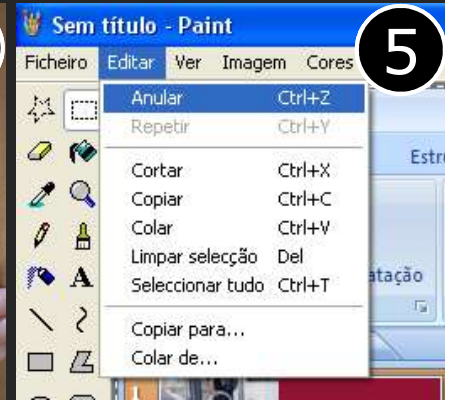 Sem título - Paint
5
Ficheiro Editar Ver Imagem Cores
Anular Ctrl+Z
Repetir Ctrl+Y
Cortar Ctrl+X
Copiar Ctrl+C
Colar Ctrl+V
Limpar selecção Del
Seleccionar tudo Ctrl+T
Copiar para...
Colar de...
Estr
atação
A